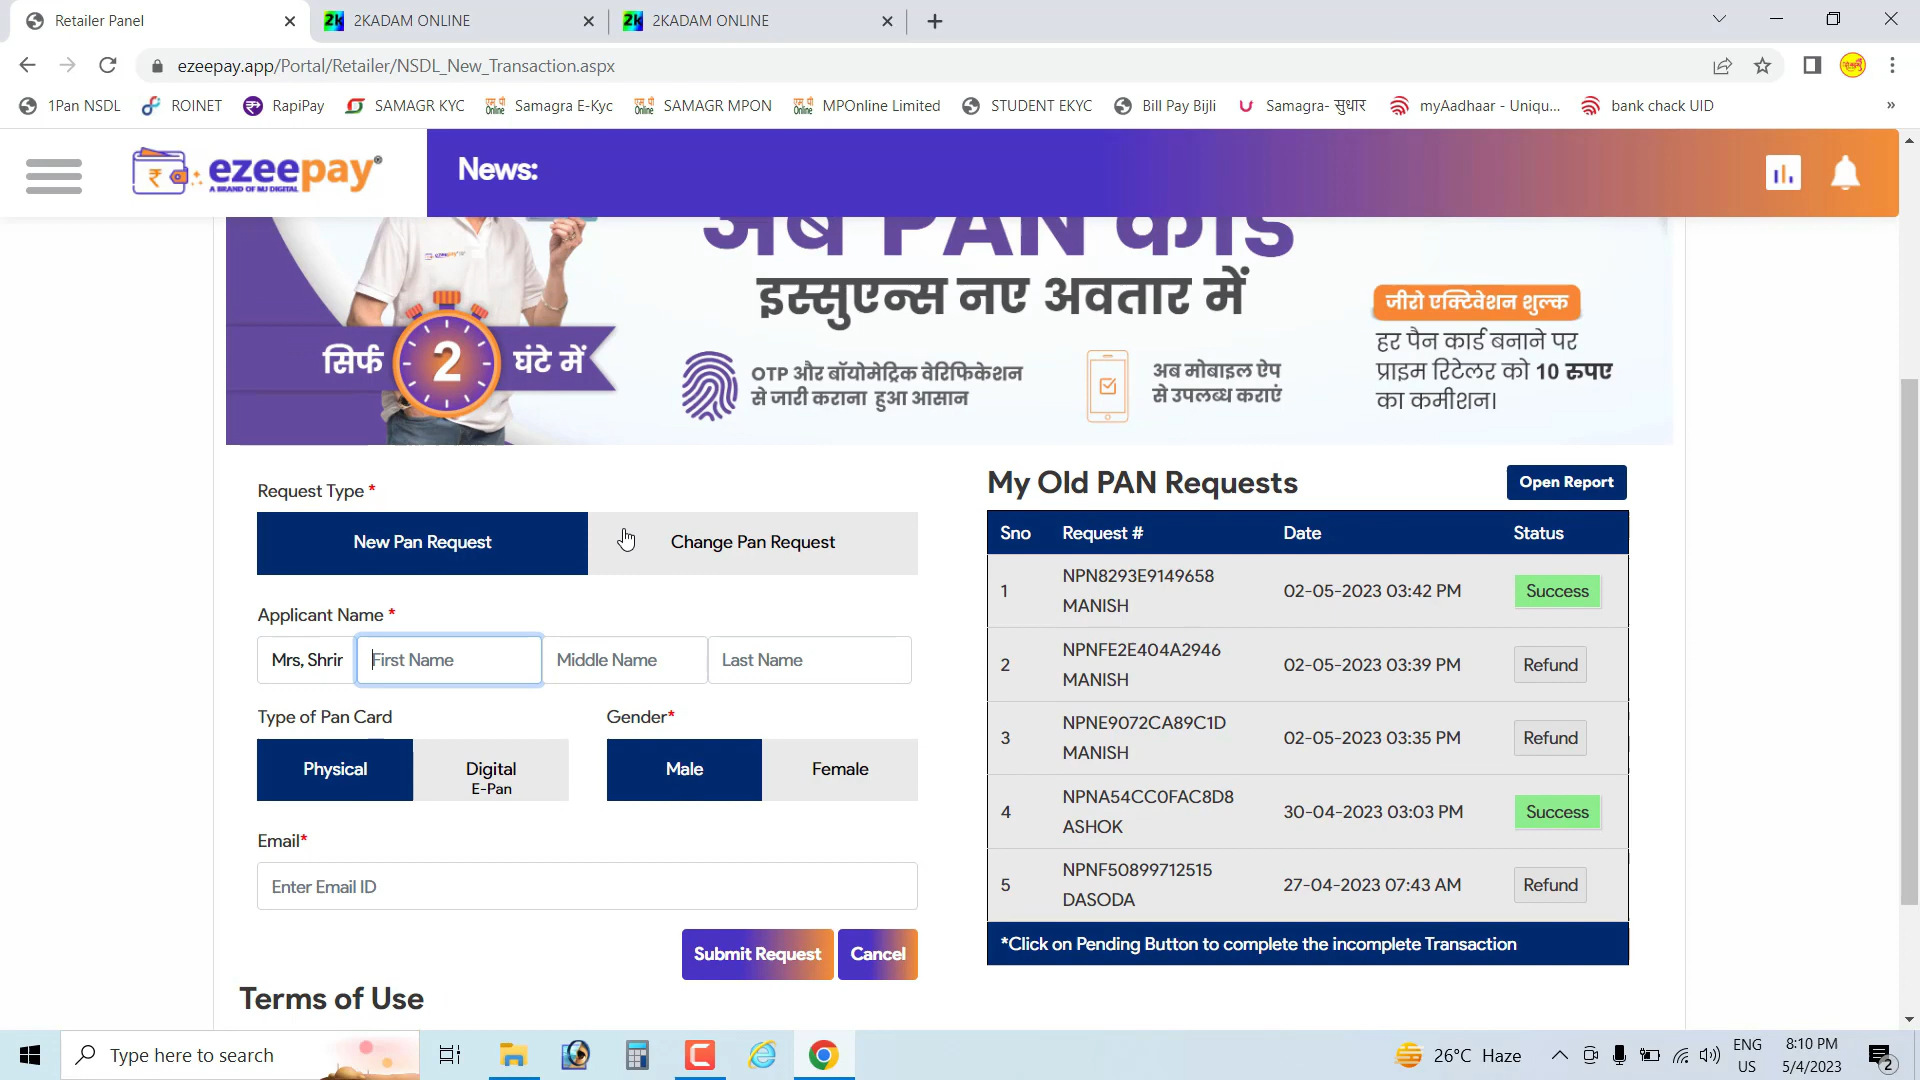 Retailer Panel
2KADAM ONLINE
2KADAM ONLINE
ezeepay.app/Portal/Retailer/NSDL_New_Transaction.aspx
1Pan NSDL
ROINET
RapiPay
SAMAGR KYC
Samagra E-Kyc
SAMAGR MPON
MPOnline Limited
STUDENT EKYC
Bill Pay Bijli
Samagra- सुधार
myAadhaar - Uniqu...
bank chack UID
ezeepay
A BRAND OF MJ DIGITAL
News:
अब PAN कार्ड
इस्सुएन्स नए अवतार में
सिर्फ 2 घंटे में
OTP और बॉयोमेट्रिक वेरिफिकेशन
से जारी कराना हुआ आसान
अब मोबाइल ऐप
से उपलब्ध कराएं
जीरो एक्टिवेशन शुल्क
हर पैन कार्ड बनाने पर
प्राइम रिटेलर को 10 रुपए
का कमीशन।
Request Type *
New Pan Request
Change Pan Request
Applicant Name *
Mrs, Shrir
First Name
Middle Name
Last Name
Type of Pan Card
Gender*
Physical
Digital
E-Pan
Male
Female
Email*
Enter Email ID
Submit Request
Cancel
Terms of Use
My Old PAN Requests
Open Report
Sno Request # Date Status
1 NPN8293E9149658 MANISH 02-05-2023 03:42 PM Success
2 NPNFE2E404A2946 MANISH 02-05-2023 03:39 PM Refund
3 NPNE9072CA89C1D MANISH 02-05-2023 03:35 PM Refund
4 NPNA54CC0FAC8D8 ASHOK 30-04-2023 03:03 PM Success
5 NPNF50899712515 DASODA 27-04-2023 07:43 AM Refund
*Click on Pending Button to complete the incomplete Transaction
Type here to search
26°C Haze
ENG
US
8:10 PM
5/4/2023
2